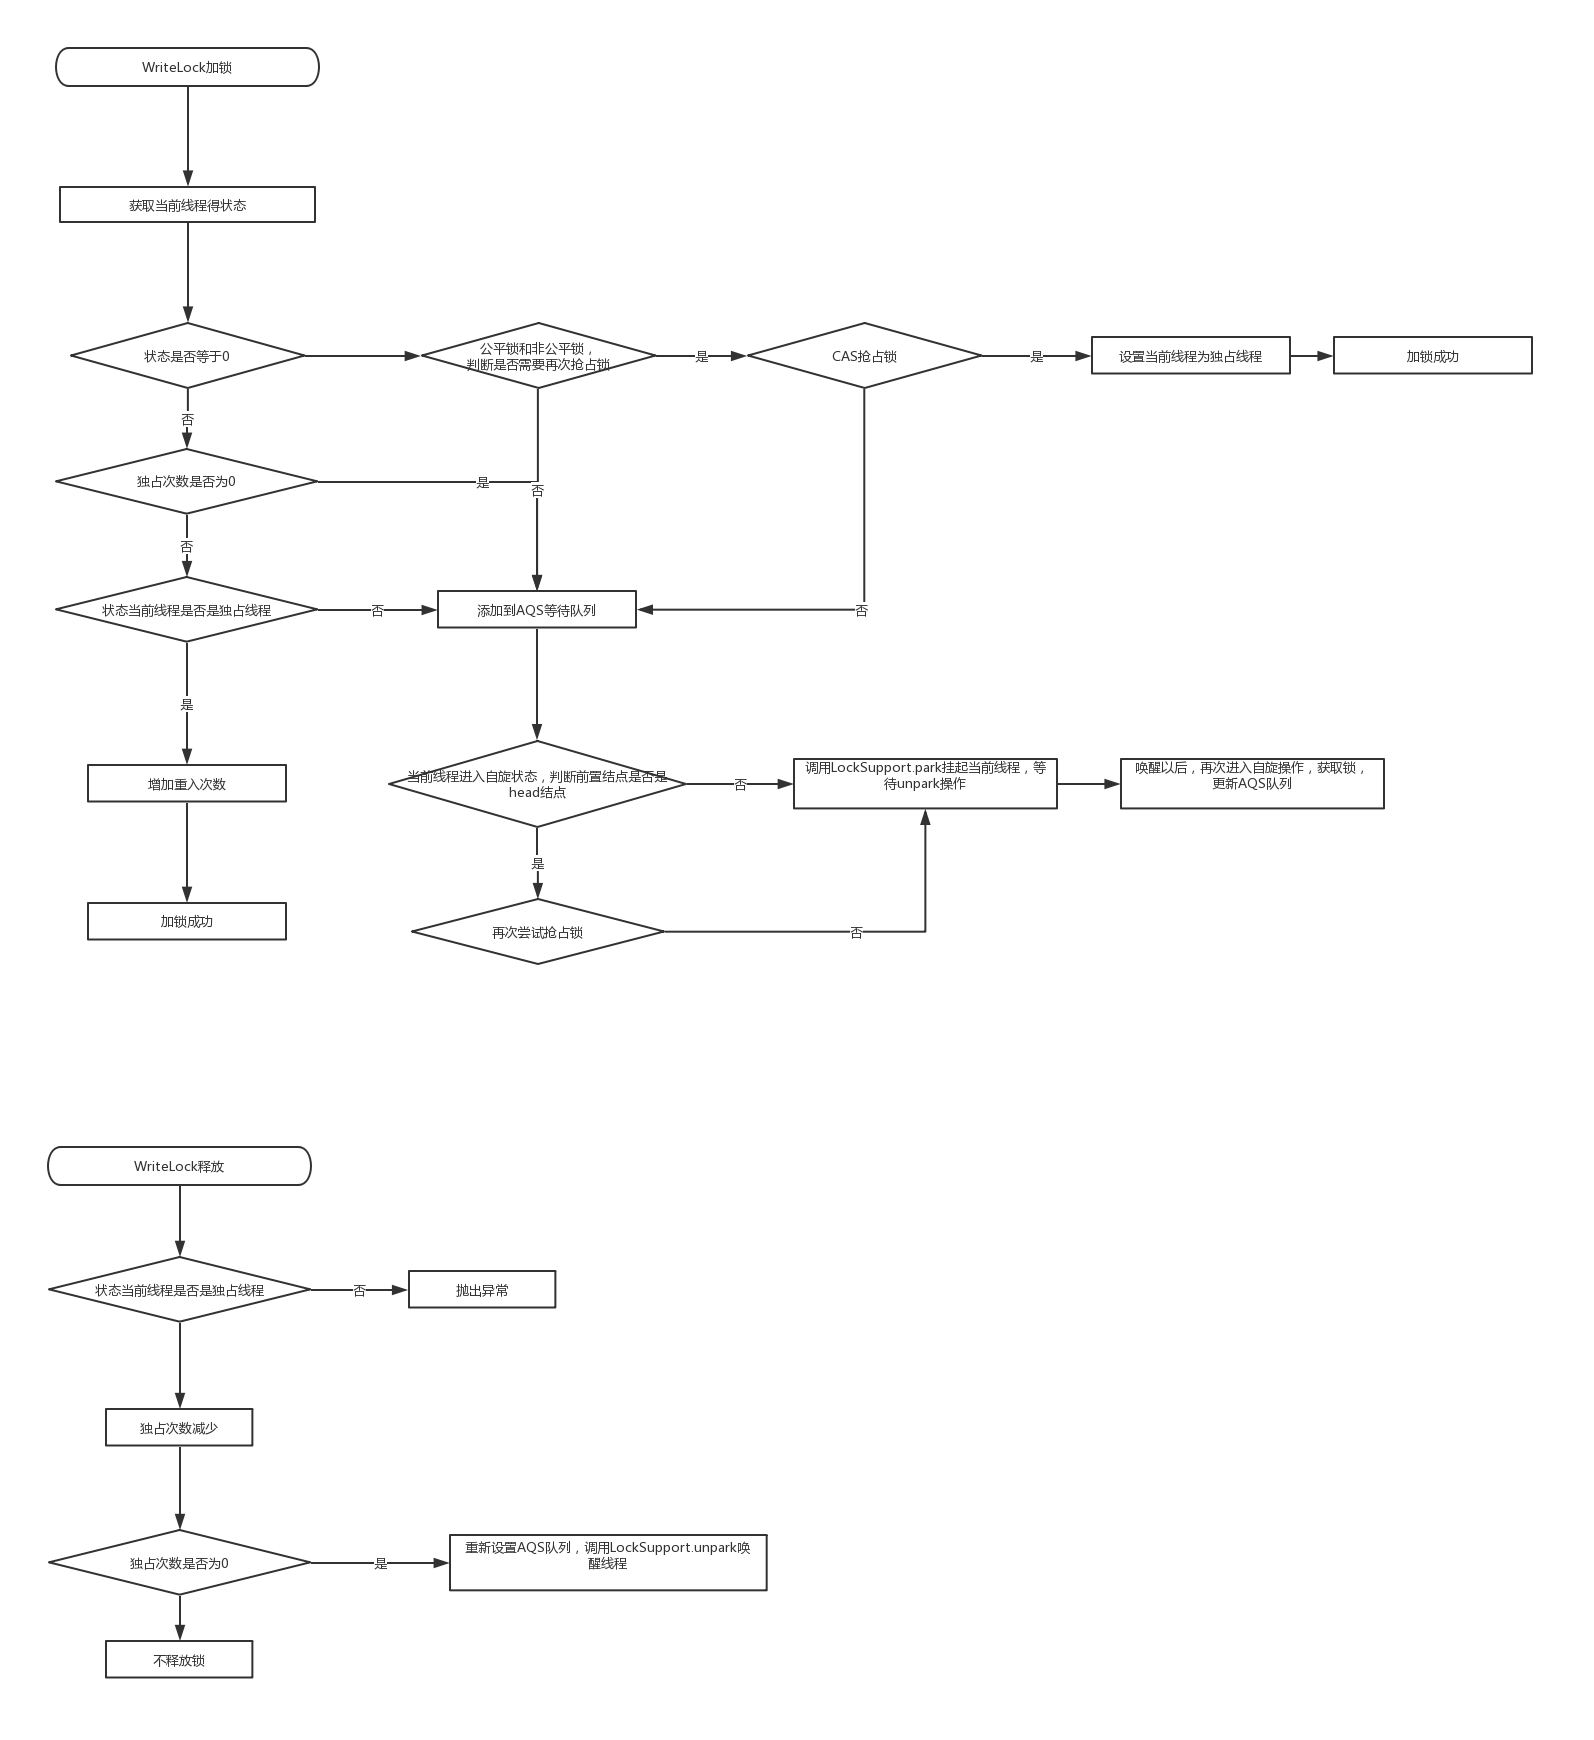 WriteLock加锁
获取当前线程得状态
状态是否等于0
公平锁和非公平锁，
判断是否需要再次抢占锁
是
CAS抢占锁
是
设置当前线程为独占线程
加锁成功
否
独占次数是否为0
是
否
否
状态当前线程是否是独占线程
否
添加到AQS等待队列
否
是
当前线程进入自旋状态，判断前置结点是否是
head结点
否
调用LockSupport.park挂起当前线程，等
待unpark操作
唤醒以后，再次进入自旋操作，获取锁，
更新AQS队列
增加重入次数
是
加锁成功
再次尝试抢占锁
否
WriteLock释放
状态当前线程是否是独占线程
否
抛出异常
独占次数减少
独占次数是否为0
是
重新设置AQS队列，调用LockSupport.unpark唤
醒线程
不释放锁